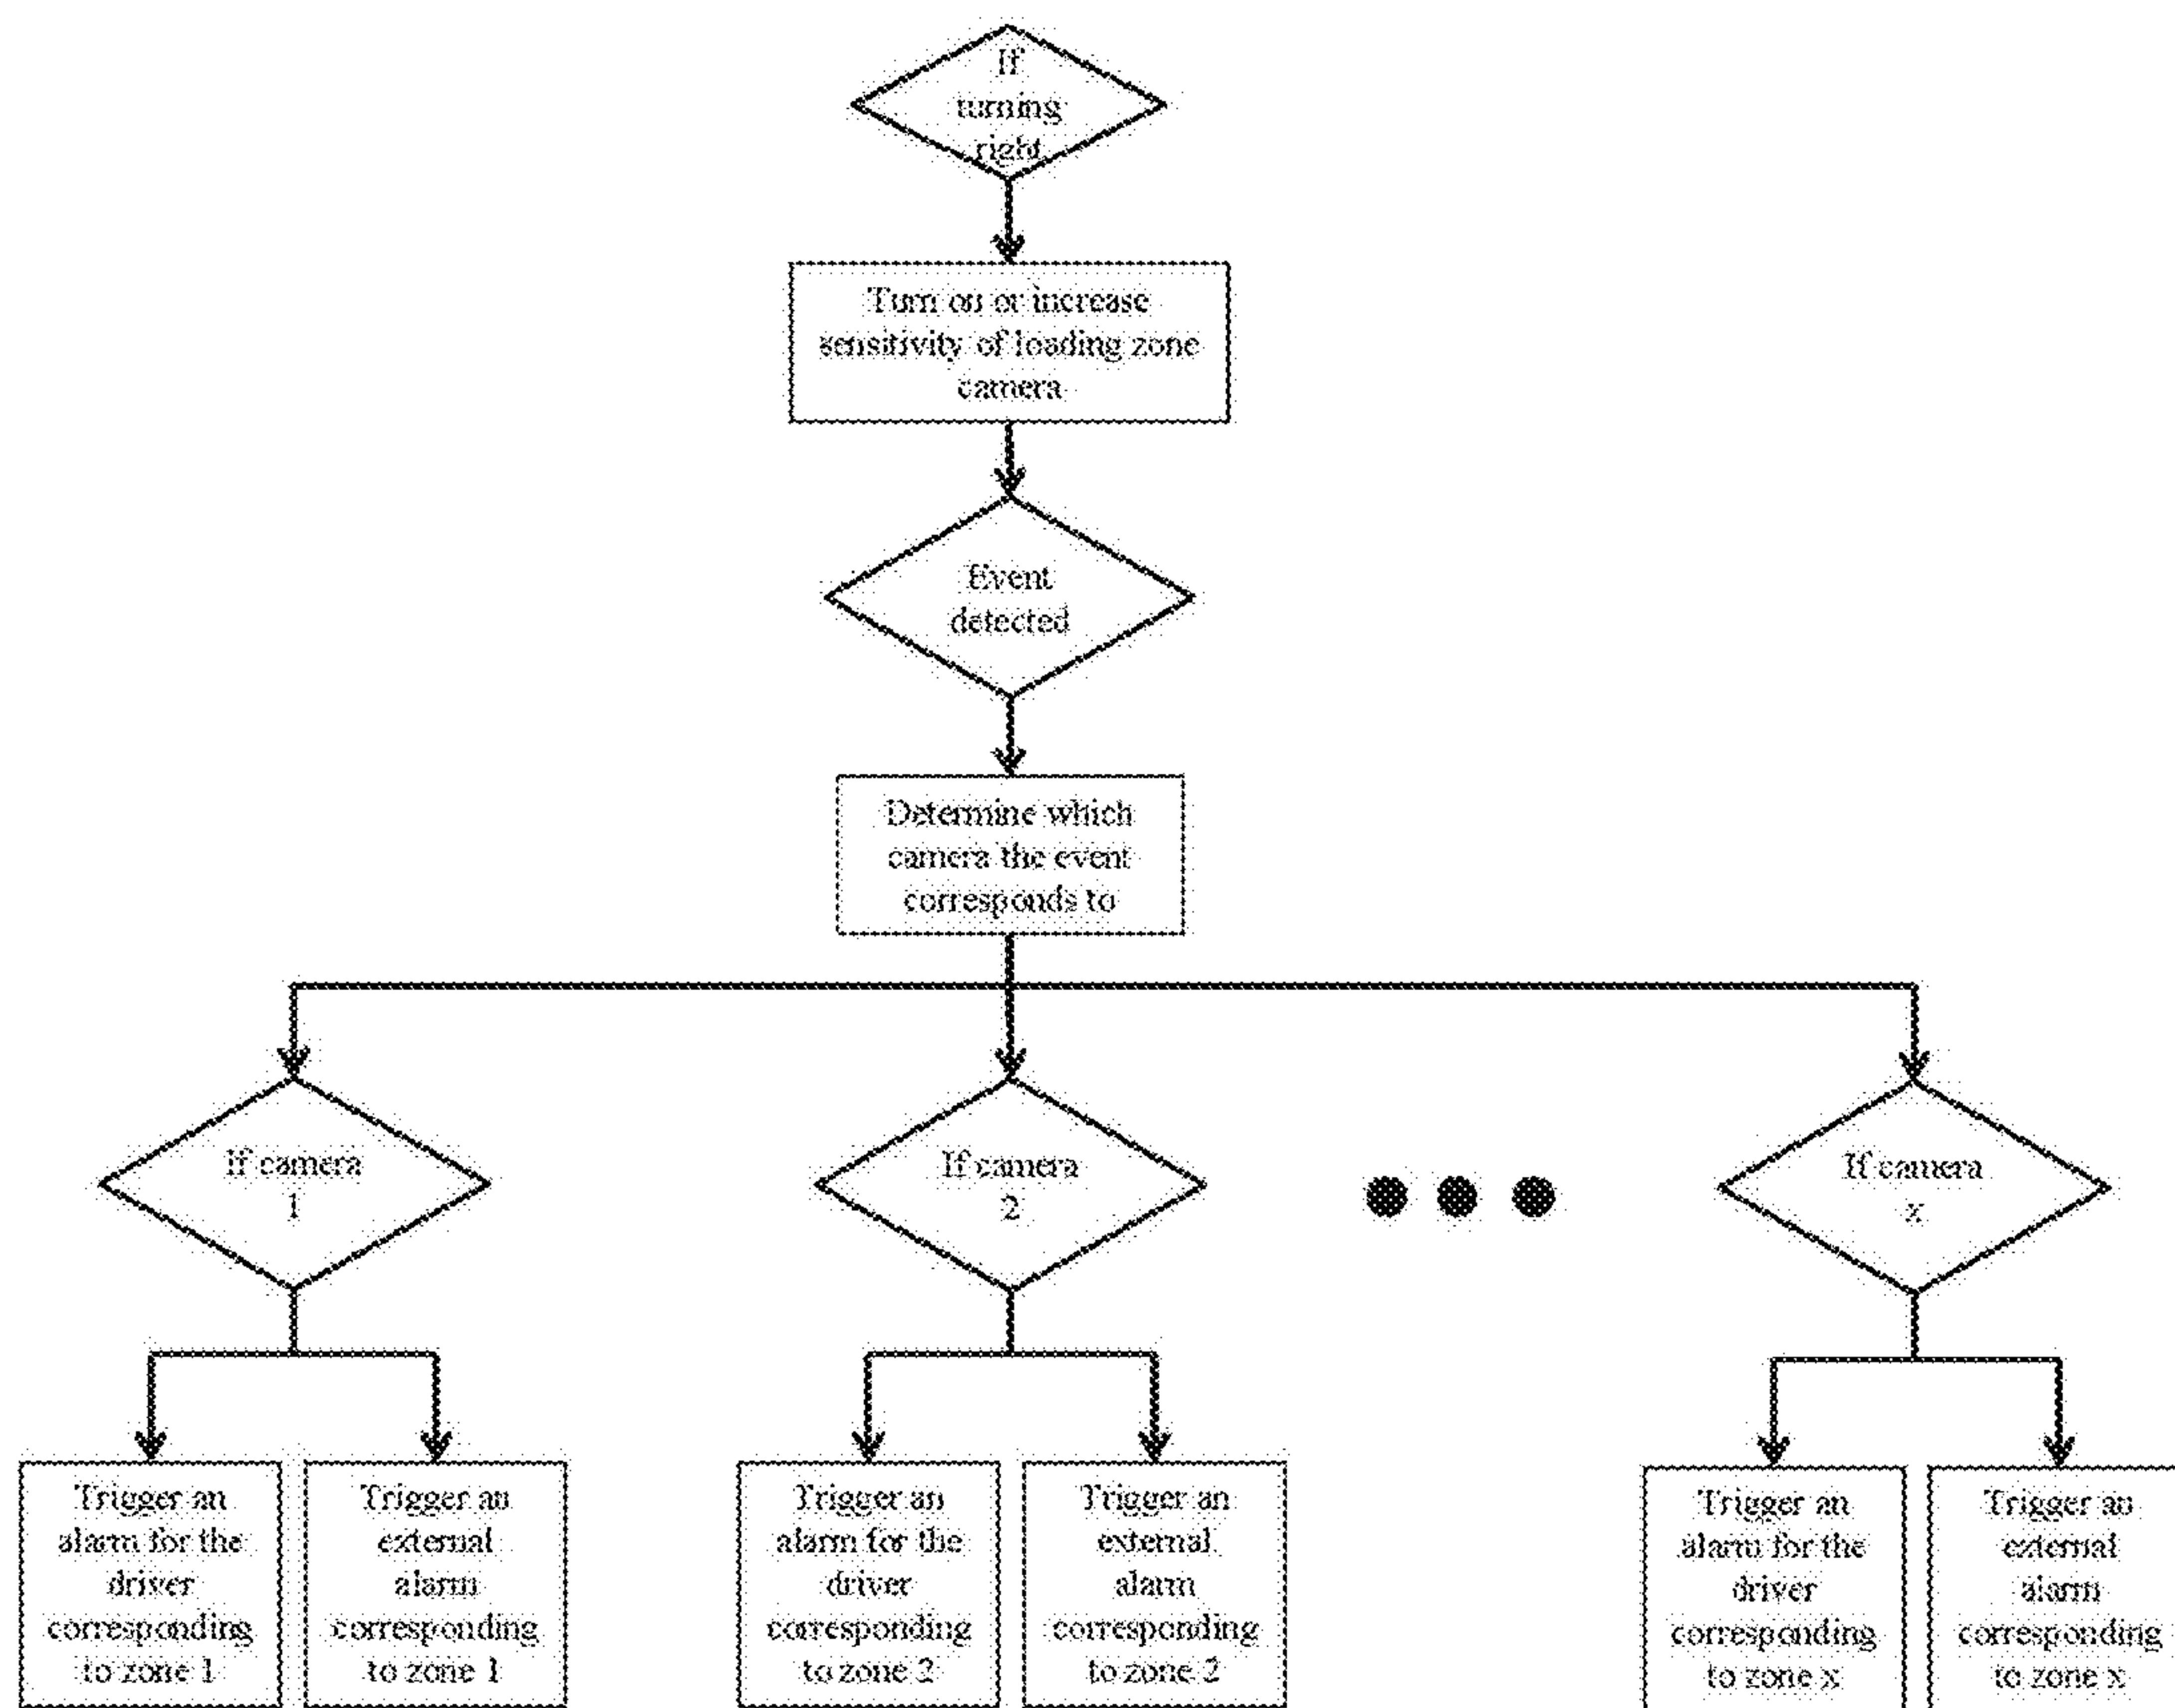 If
turning
right
Turn on or increase
sensitivity of loading zone
camera
Event
detected
Determine which
camera the event
corresponds to
If camera
1
If camera
2
If camera
x
Trigger an
alarm for the
driver
corresponding
to zone 1
Trigger an
external
alarm
corresponding
to zone 1
Trigger an
alarm for the
driver
corresponding
to zone 2
Trigger an
external
alarm
corresponding
to zone 2
Trigger an
alarm for the
driver
corresponding
to zone x
Trigger an
external
alarm
corresponding
to zone x